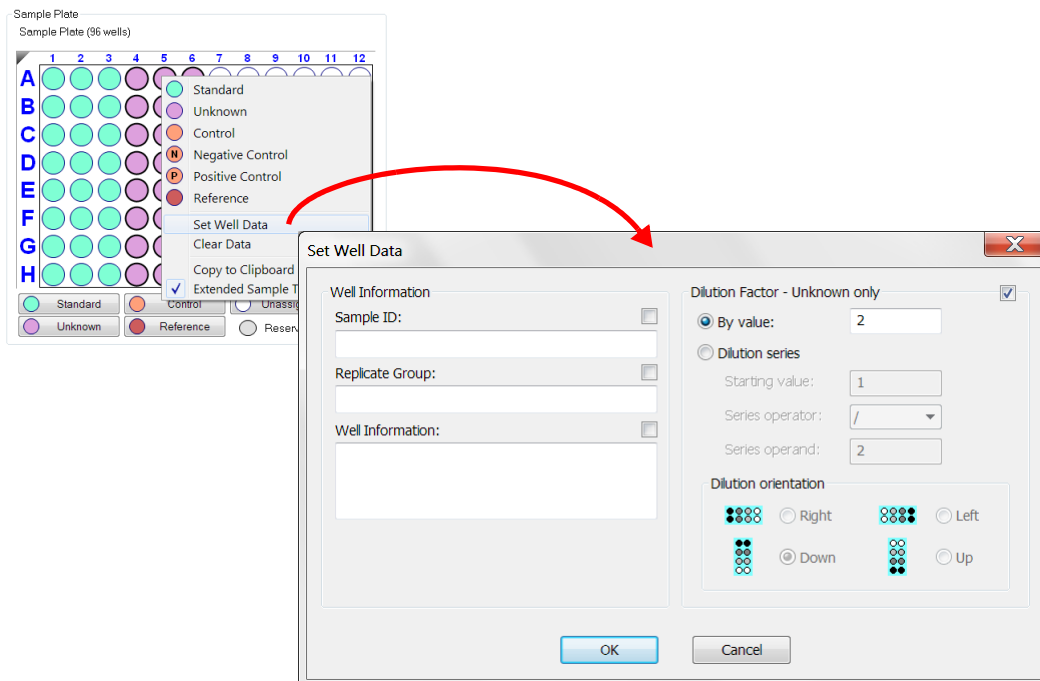 Sample Plate
Sample Plate (96 wells)
1 2 3 4 5 6 7 8 9 10 11 12
A
B
C
D
E
F
G
H
Standard
Unknown
Control
N Negative Control
P Positive Control
Reference
Set Well Data
Clear Data
Copy to Clipboard
Extended Sample T
Standard Control Unassig
Unknown Reference Reserv
Set Well Data
Well Information
Sample ID:
Replicate Group:
Well Information:
Dilution Factor - Unknown only
By value: 2
Dilution series
Starting value: 1
Series operator: /
Series operand: 2
Dilution orientation
Right Left
Down Up
OK Cancel